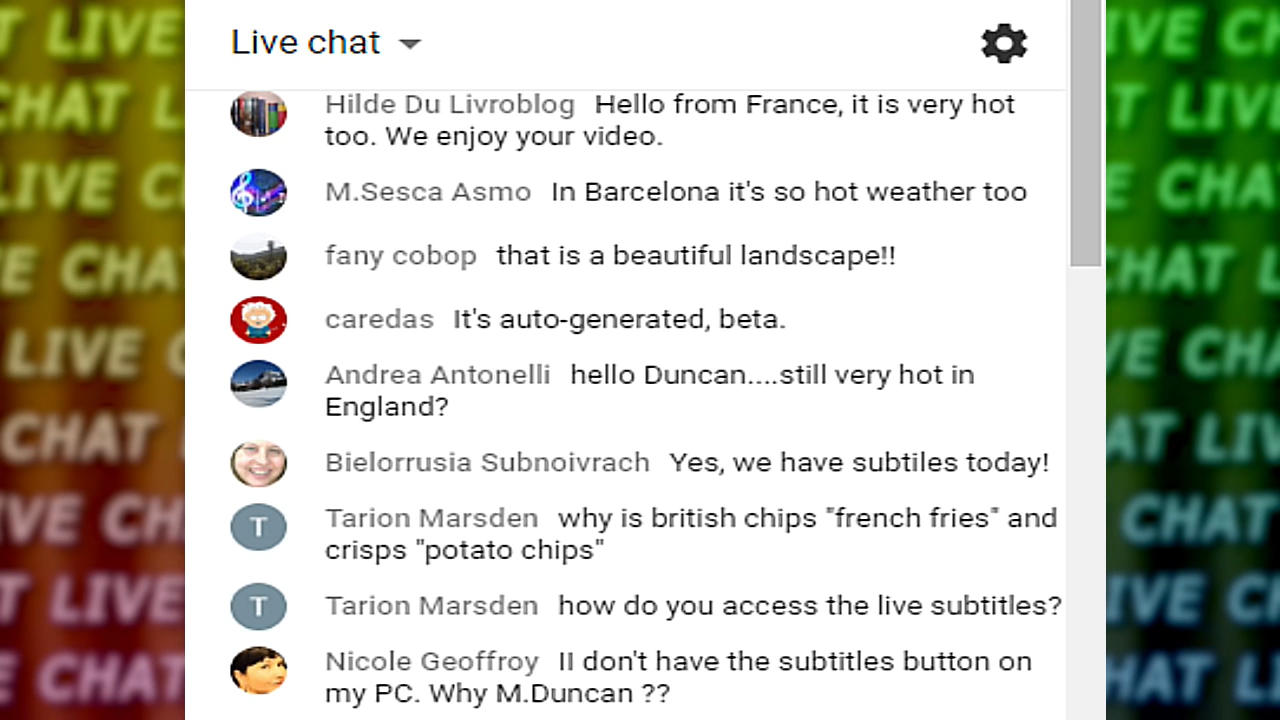 Live chat
Hilde Du Livroblog Hello from France, it is very hot
too. We enjoy your video.
M.Sesca Asmo In Barcelona it's so hot weather too
fany cobop that is a beautiful landscape!!
caredas It's auto-generated, beta.
Andrea Antonelli hello Duncan....still very hot in
England?
Bielorrusia Subnoivrach Yes, we have subtiles today!
T
Tarion Marsden why is british chips "french fries" and
crisps "potato chips"
T
Tarion Marsden how do you access the live subtitles?
Nicole Geoffroy II don't have the subtitles button on
my PC. Why M.Duncan ??
T LIVE
CHAT L
LIVE C
E CHAT
LIVE C
CHAT
IVE CH
T LIVE
E CHAT
IVE CH
T LIVE
E CHA
CHAT L
VE CHA
AT LIV
CHAT
IVE C
HAT LI